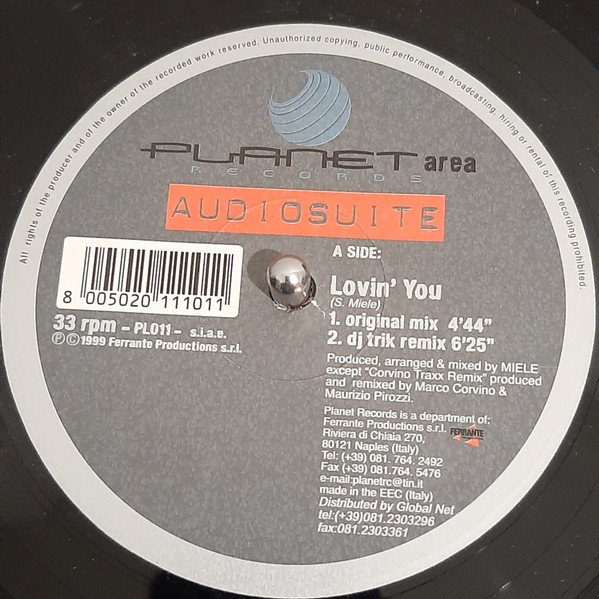 All rights of the producer and of the owner of the recorded work reserved. Unauthorized copying, public performance, broadcasting, hiring or rental of this recording prohibited.
PLANET area
RECORDS
AUDIOSUITE
8 005020 111011
33 rpm – PL011 – s.i.a.e.
℗©1999 Ferrante Productions s.r.l.
A SIDE:
Lovin' You
(S. Miele)
1. original mix 4'44"
2. dj trik remix 6'25"
Produced, arranged & mixed by MIELE
except "Corvino Traxx Remix" produced
and remixed by Marco Corvino &
Maurizio Pirozzi.
Planet Records is a department of:
Ferrante Productions s.r.l.
FERRANTE
Riviera di Chiaia 270,
80121 Naples (Italy)
Tel: (+39) 081. 764. 2492
Fax (+39) 081.764. 5476
e-mail:planetrc@tin.it
made in the EEC (Italy)
Distributed by Global Net
tel:(+39)081.2303296
fax:081.2303361